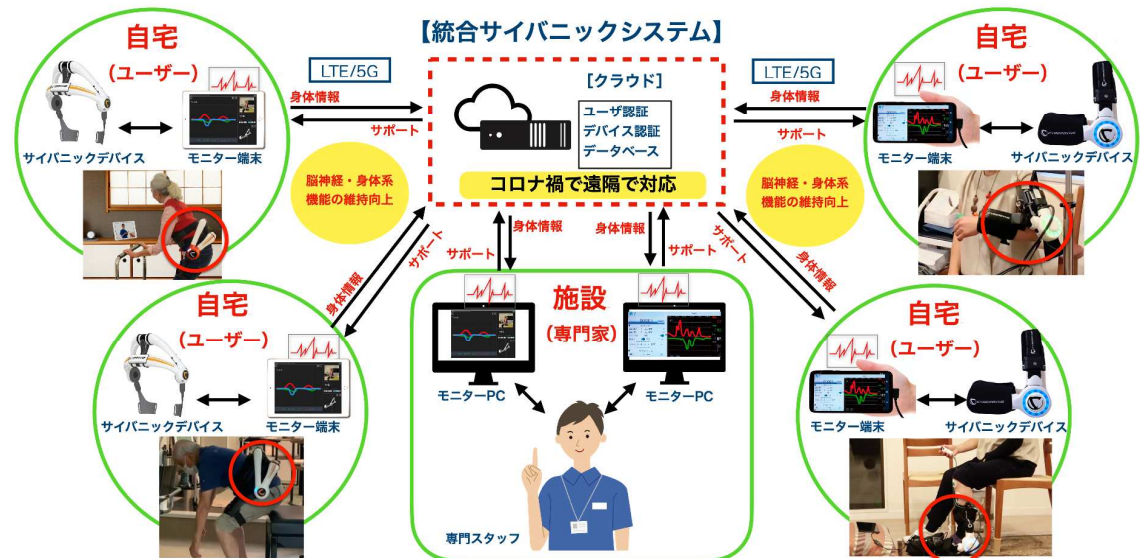 【統合サイバニックシステム】
自宅
(ユーザー)
サイバニックデバイス
モニター端末
LTE/5G
身体情報
サポート
脳神経・身体系
機能の維持向上
[クラウド]
ユーザ認証
デバイス認証
データベース
コロナ禍で遠隔で対応
LTE/5G
身体情報
サポート
脳神経・身体系
機能の維持向上
自宅
(ユーザー)
モニター端末
サイバニックデバイス
身体情報
サポート
サポート
身体情報
身体情報
サポート
サポート
身体情報
自宅
(ユーザー)
サイバニックデバイス
モニター端末
施設
(専門家)
モニターPC
モニターPC
専門スタッフ
自宅
(ユーザー)
モニター端末
サイバニックデバイス